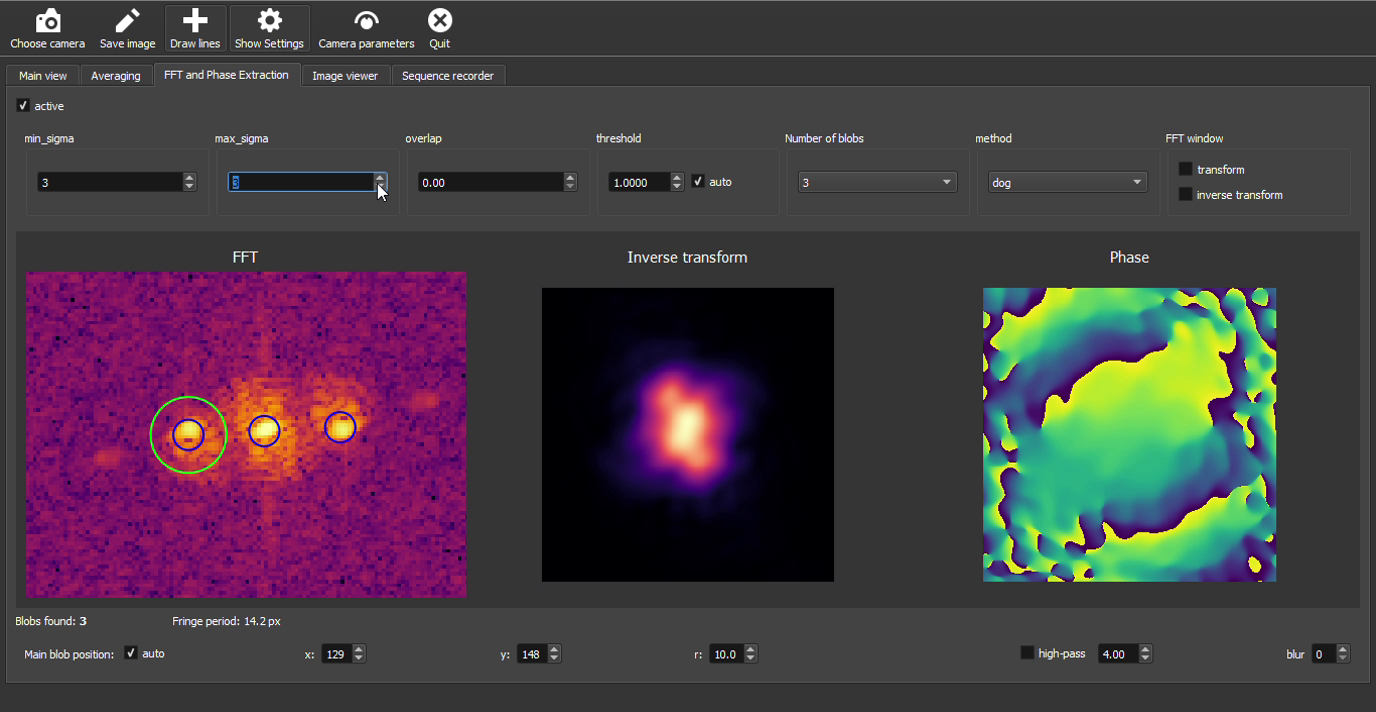 Choose camera Save image Draw lines Show Settings Camera parameters Quit
Main view Averaging FFT and Phase Extraction Image viewer Sequence recorder
active
min_sigma max_sigma overlap threshold Number of blobs method FFT window
transform
3 3 0.00 1.0000 auto 3 dog
inverse transform
FFT Inverse transform Phase
Blobs found: 3 Fringe period: 14.2 px
Main blob position: auto x: 129 y: 148 r: 10.0 high-pass 4.00 blur 0